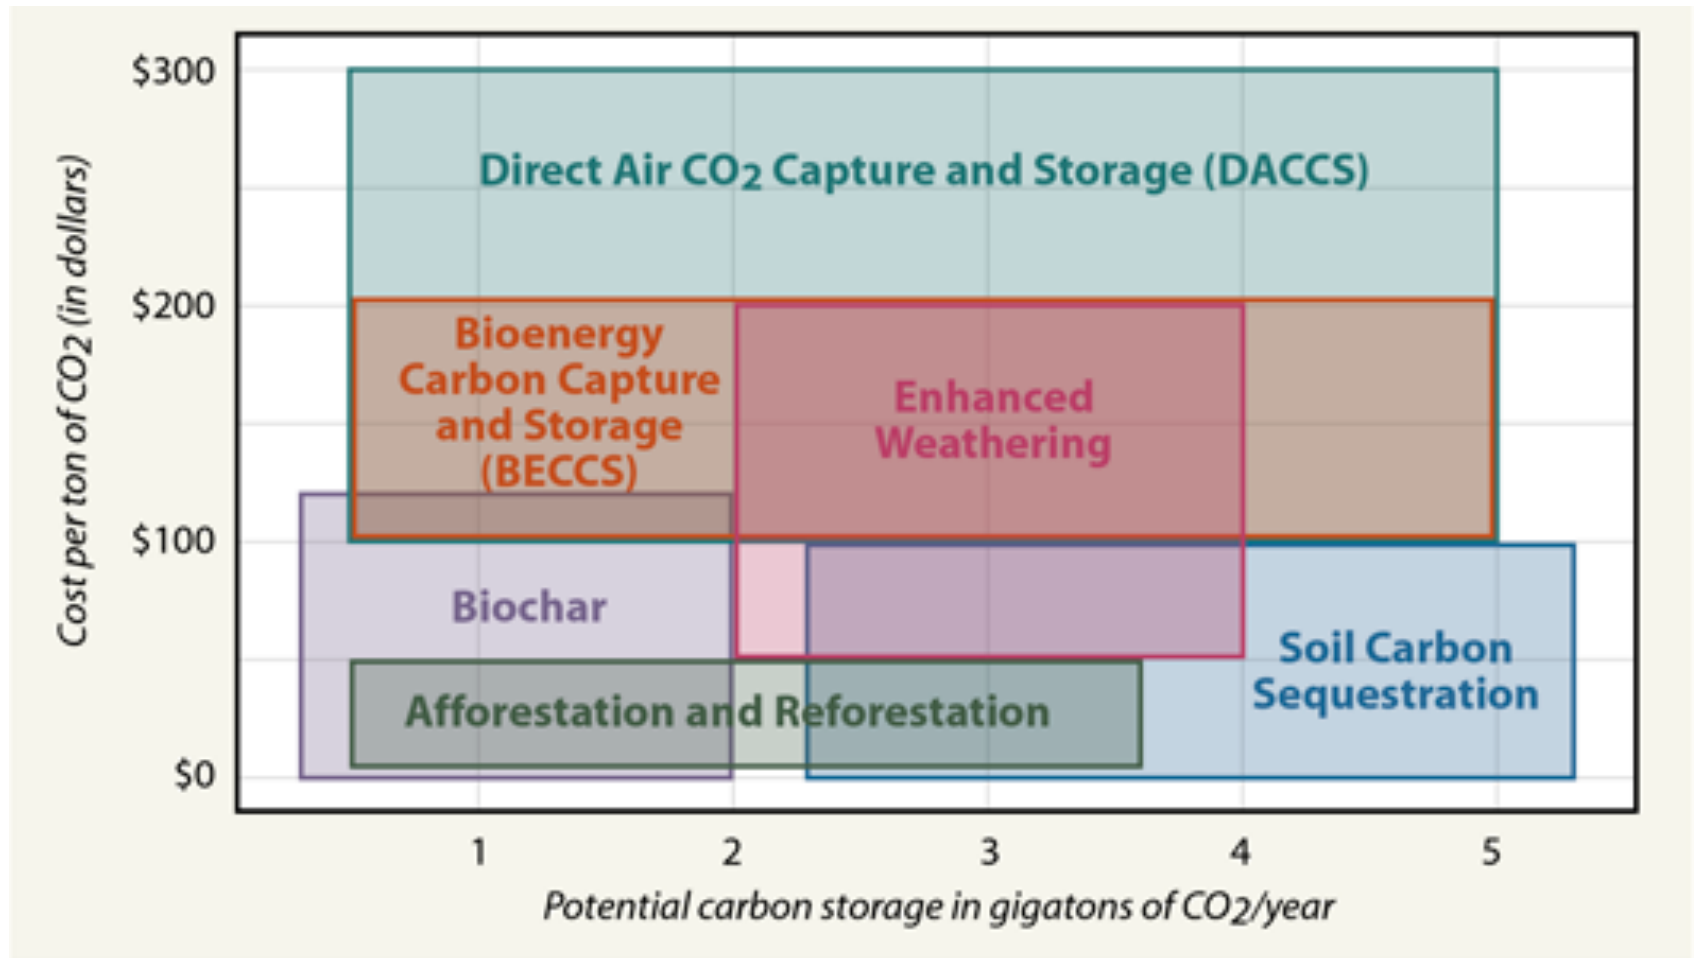 $300
$200
$100
$0
Cost per ton of CO2 (in dollars)
Direct Air CO2 Capture and Storage (DACCS)
Bioenergy
Carbon Capture
and Storage
(BECCS)
Enhanced
Weathering
Biochar
Afforestation and Reforestation
Soil Carbon
Sequestration
1 2 3 4 5
Potential carbon storage in gigatons of CO2/year